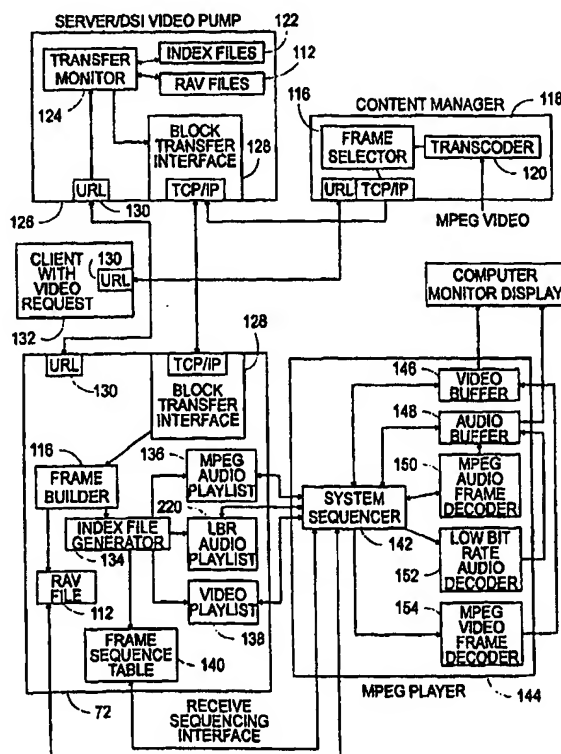 SERVER/DSI VIDEO PUMP
122
INDEX FILES
112
RAV FILES
TRANSFER
MONITOR
124
BLOCK
TRANSFER
INTERFACE
128
URL
TCP/IP
126
130
CONTENT MANAGER
118
116
FRAME
SELECTOR
TRANSCODER
120
URL
TCP/IP
MPEG VIDEO
CLIENT
WITH
VIDEO
REQUEST
130
URL
132
COMPUTER
MONITOR DISPLAY
URL
130
TCP/IP
BLOCK
TRANSFER
INTERFACE
128
116
FRAME
BUILDER
136
MPEG
AUDIO
PLAYLIST
220
INDEX FILE
GENERATOR
134
LBR
AUDIO
PLAYLIST
RAV
FILE
112
VIDEO
PLAYLIST
138
FRAME
SEQUENCE
TABLE
140
72
RECEIVE
SEQUENCING
INTERFACE
SYSTEM
SEQUENCER
142
146
VIDEO
BUFFER
148
AUDIO
BUFFER
150
MPEG
AUDIO
FRAME
DECODER
LOW BIT
RATE
AUDIO
DECODER
152
154
MPEG
VIDEO
FRAME
DECODER
MPEG PLAYER
144